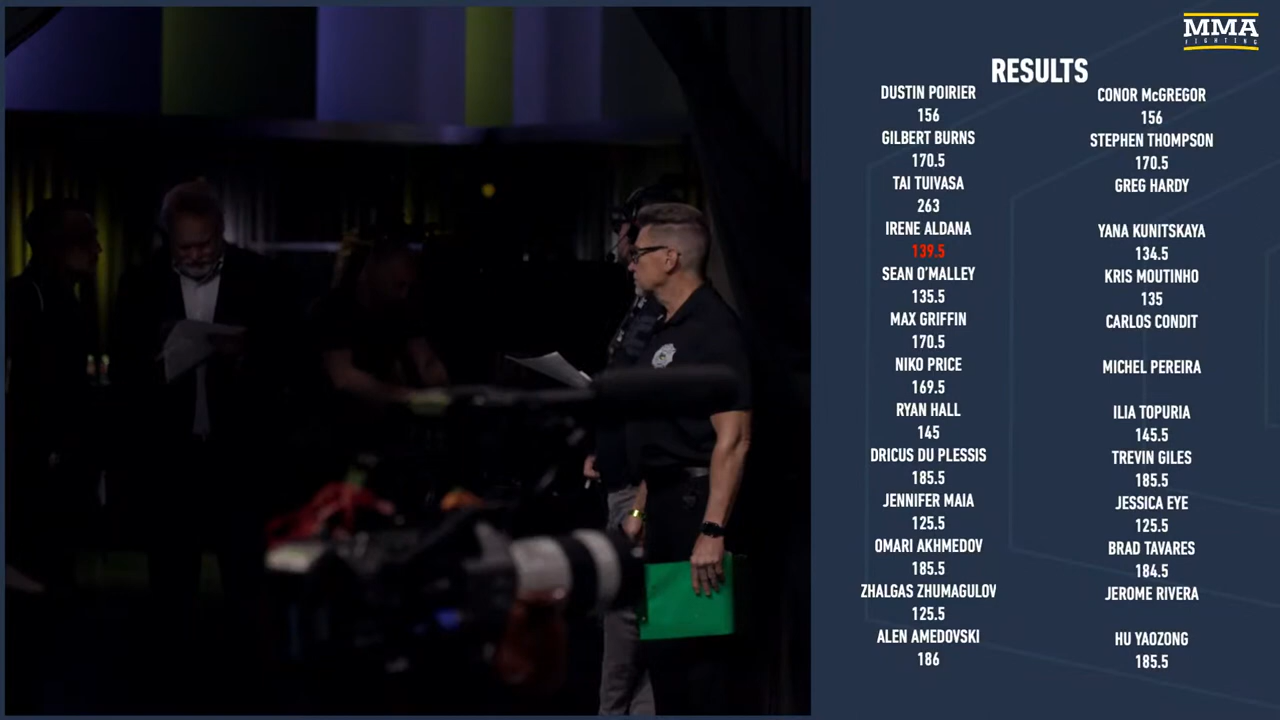 MMA
FIGHTING
RESULTS
DUSTIN POIRIER
156
CONOR McGREGOR
156
GILBERT BURNS
170.5
STEPHEN THOMPSON
170.5
TAI TUIVASA
263
GREG HARDY
IRENE ALDANA
139.5
YANA KUNITSKAYA
134.5
SEAN O'MALLEY
135.5
KRIS MOUTINHO
135
MAX GRIFFIN
170.5
CARLOS CONDIT
NIKO PRICE
169.5
MICHEL PEREIRA
RYAN HALL
145
ILIA TOPURIA
145.5
DRICUS DU PLESSIS
185.5
TREVIN GILES
185.5
JENNIFER MAIA
125.5
JESSICA EYE
125.5
OMARI AKHMEDOV
185.5
BRAD TAVARES
184.5
ZHALGAS ZHUMAGULOV
125.5
JEROME RIVERA
ALEN AMEDOVSKI
186
HU YAOZONG
185.5